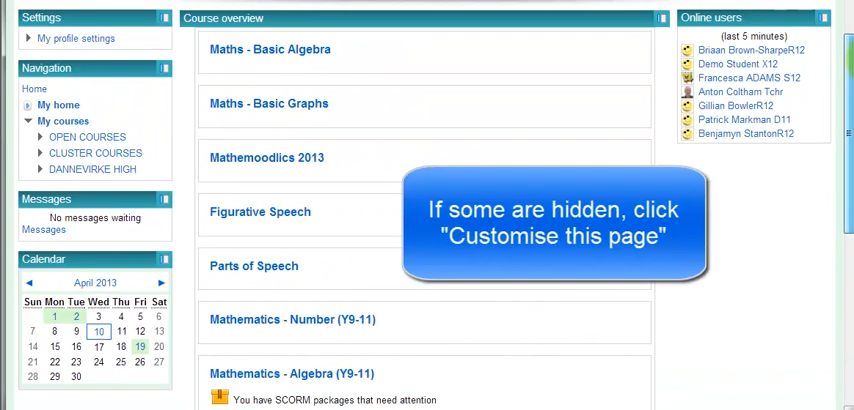 Settings
My profile settings
Navigation
Home
My home
My courses
OPEN COURSES
CLUSTER COURSES
DANNEVIRKE HIGH
Messages
No messages waiting
Messages
Calendar
◄ April 2013 ►
Sun Mon Tue Wed Thu Fri Sat
1 2 3 4 5 6
7 8 9 10 11 12 13
14 15 16 17 18 19 20
21 22 23 24 25 26 27
28 29 30
Course overview
Maths - Basic Algebra
Maths - Basic Graphs
Mathemoodlics 2013
Figurative Speech
Parts of Speech
Mathematics - Number (Y9-11)
Mathematics - Algebra (Y9-11)
You have SCORM packages that need attention
If some are hidden, click
"Customise this page"
Online users
(last 5 minutes)
Briaan Brown-SharpeR12
Demo Student X12
Francesca ADAMS S12
Anton Coltham Tchr
Gillian BowlerR12
Patrick Markman D11
Benjamyn StantonR12